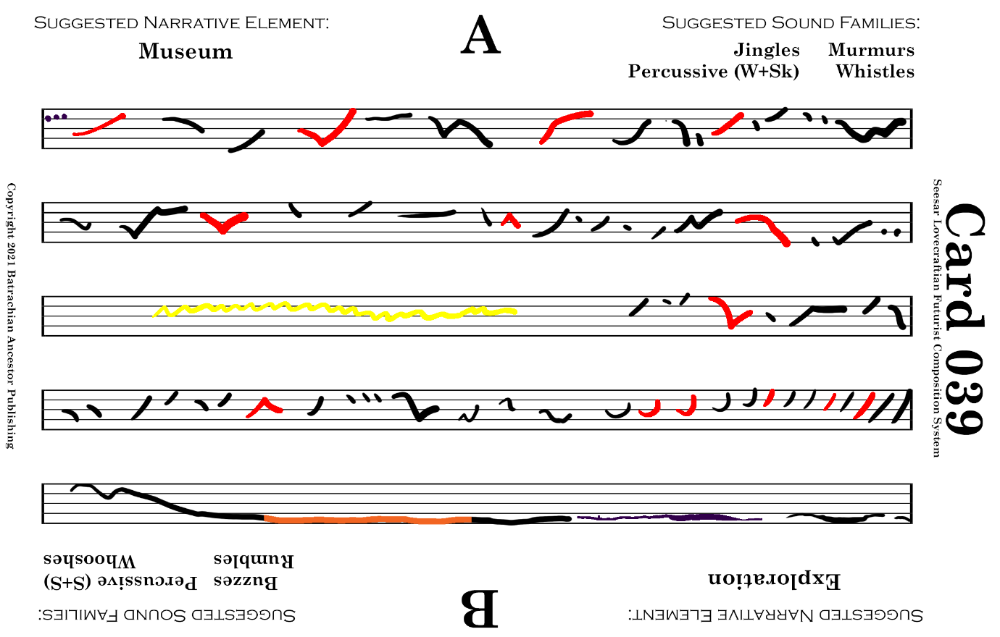 Suggested Narrative Element:
Museum
A
Suggested Sound Families:
Jingles Murmurs
Percussive (W+Sk) Whistles
Copyright 2021 Batrachian Ancestor Publishing
Card 039
Seesar Lovecraftian Futurist Composition System
B
Suggested Narrative Element:
Exploration
Suggested Sound Families:
Buzzes Percussive (S+S)
Rumbles Whooshes